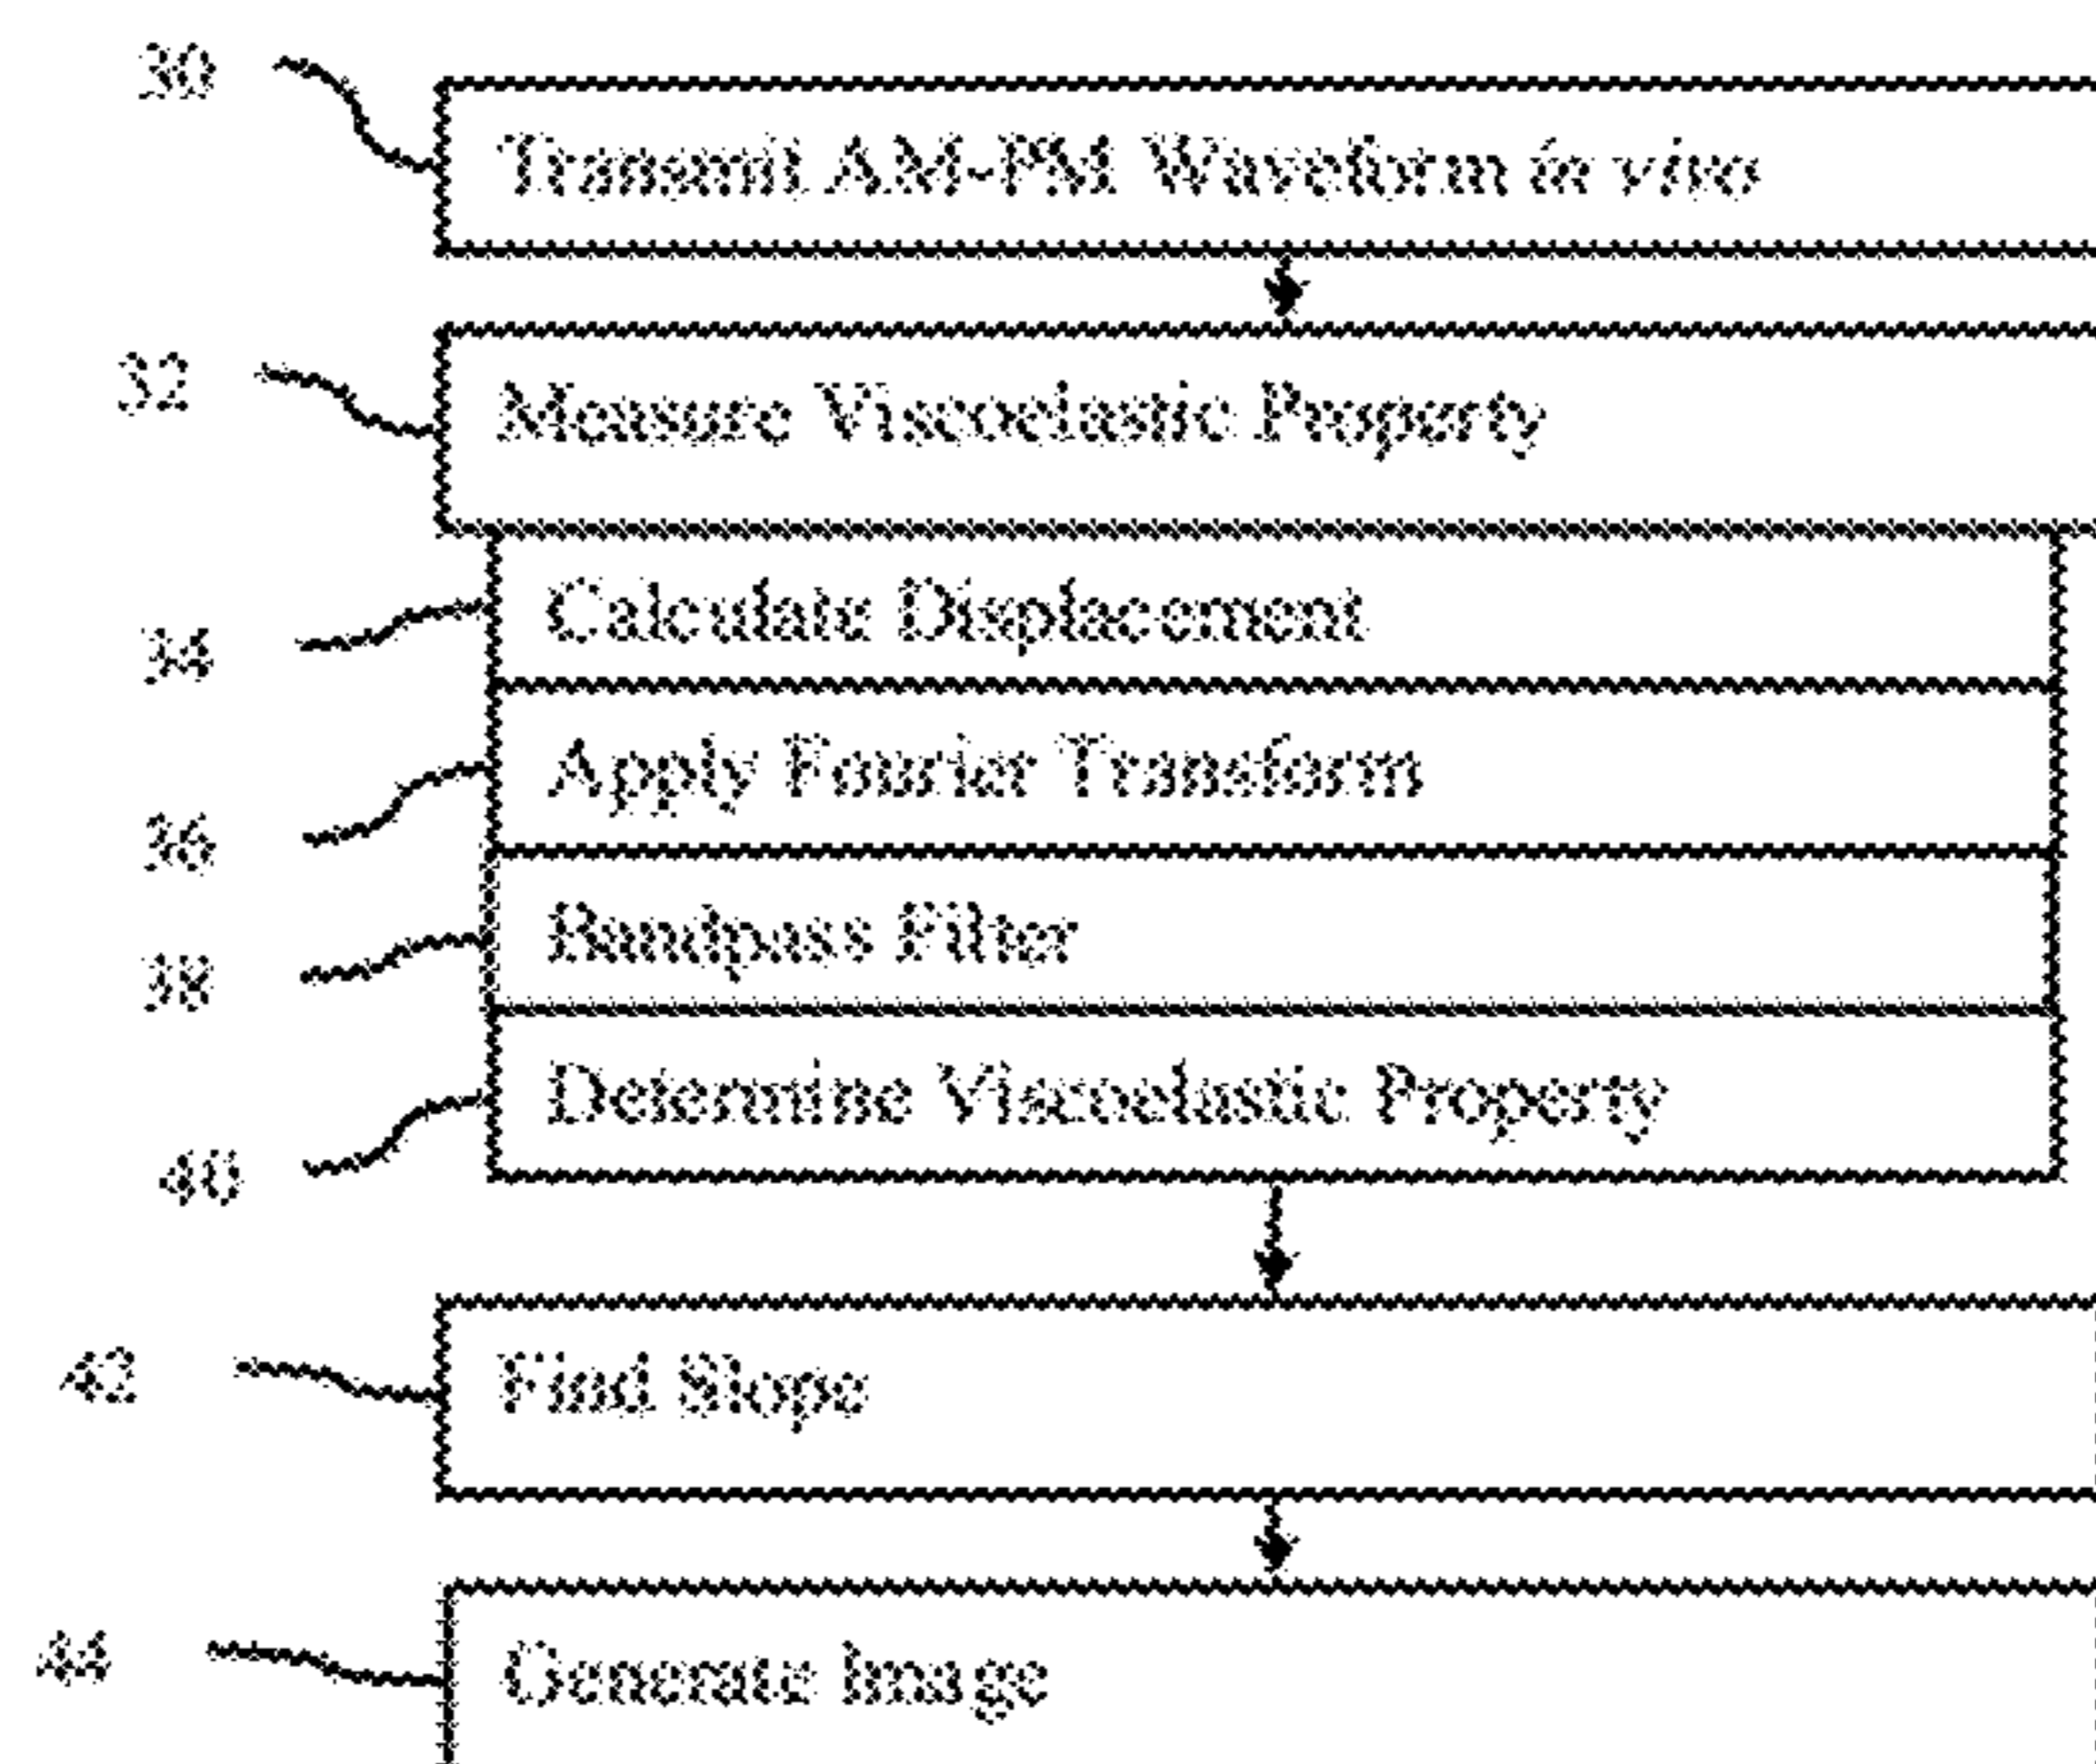 30
Transmit AM-PM Waveform in vivo
32
Measure Viscoelastic Property
Calculate Displacement
34
Apply Fourier Transform
36
Bandpass Filter
38
Determine Viscoelastic Property
40
42
Find Slope
44
Generate Image